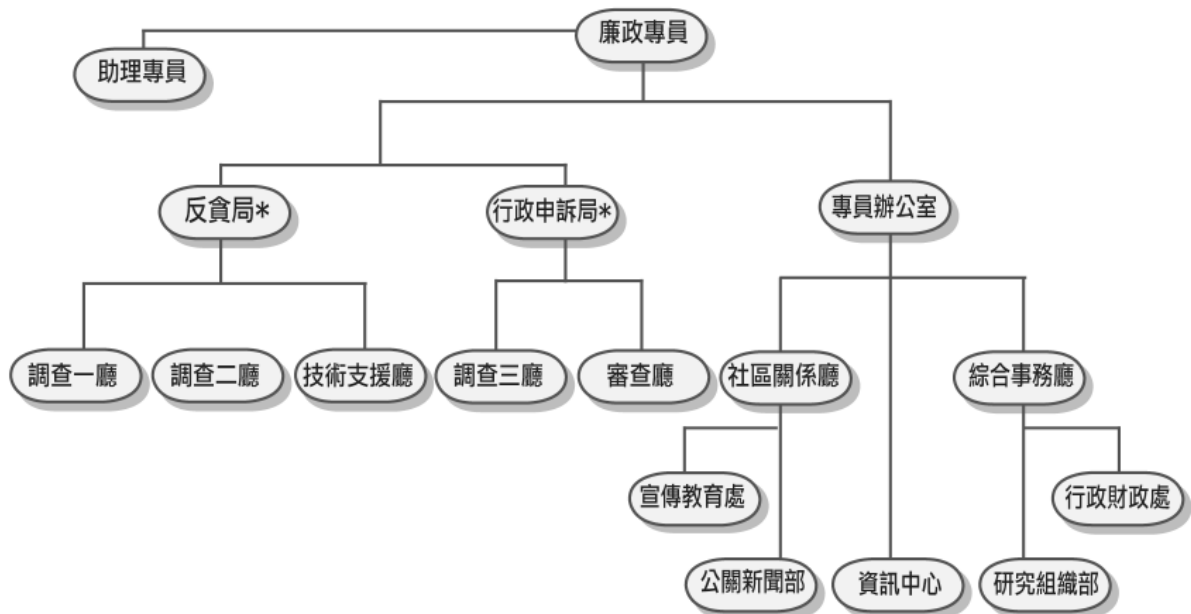 廉政專員
助理專員
反貪局*
行政申訴局*
專員辦公室
調查一廳
調查二廳
技術支援廳
調查三廳
審查廳
社區關係廳
綜合事務廳
宣傳教育處
行政財政處
公關新聞部
資訊中心
研究組織部